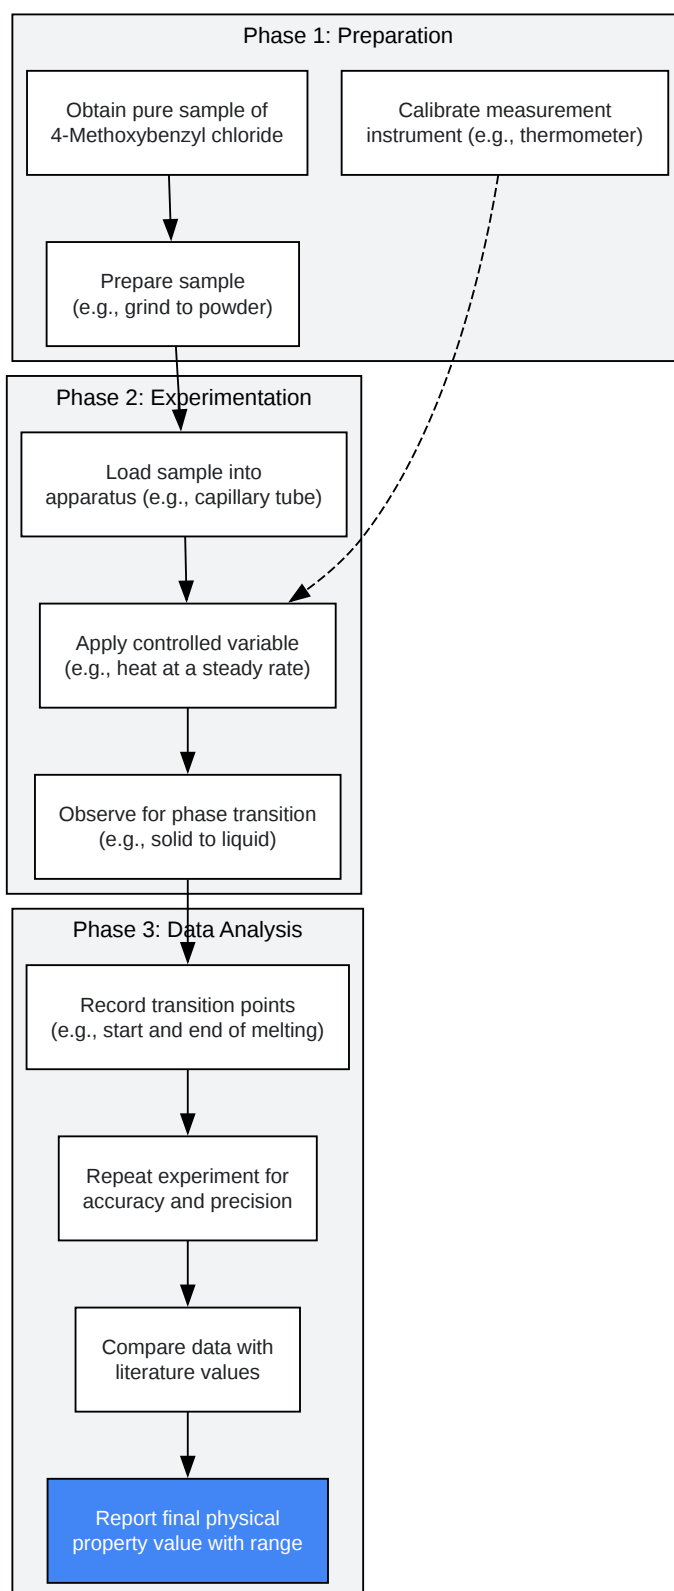 Phase 1: Preparation
Obtain pure sample of
4-Methoxybenzyl chloride
Calibrate measurement
instrument (e.g., thermometer)
Prepare sample
(e.g., grind to powder)
Phase 2: Experimentation
Load sample into
apparatus (e.g., capillary tube)
Apply controlled variable
(e.g., heat at a steady rate)
Observe for phase transition
(e.g., solid to liquid)
Phase 3: Data Analysis
Record transition points
(e.g., start and end of melting)
Repeat experiment for
accuracy and precision
Compare data with
literature values
Report final physical
property value with range